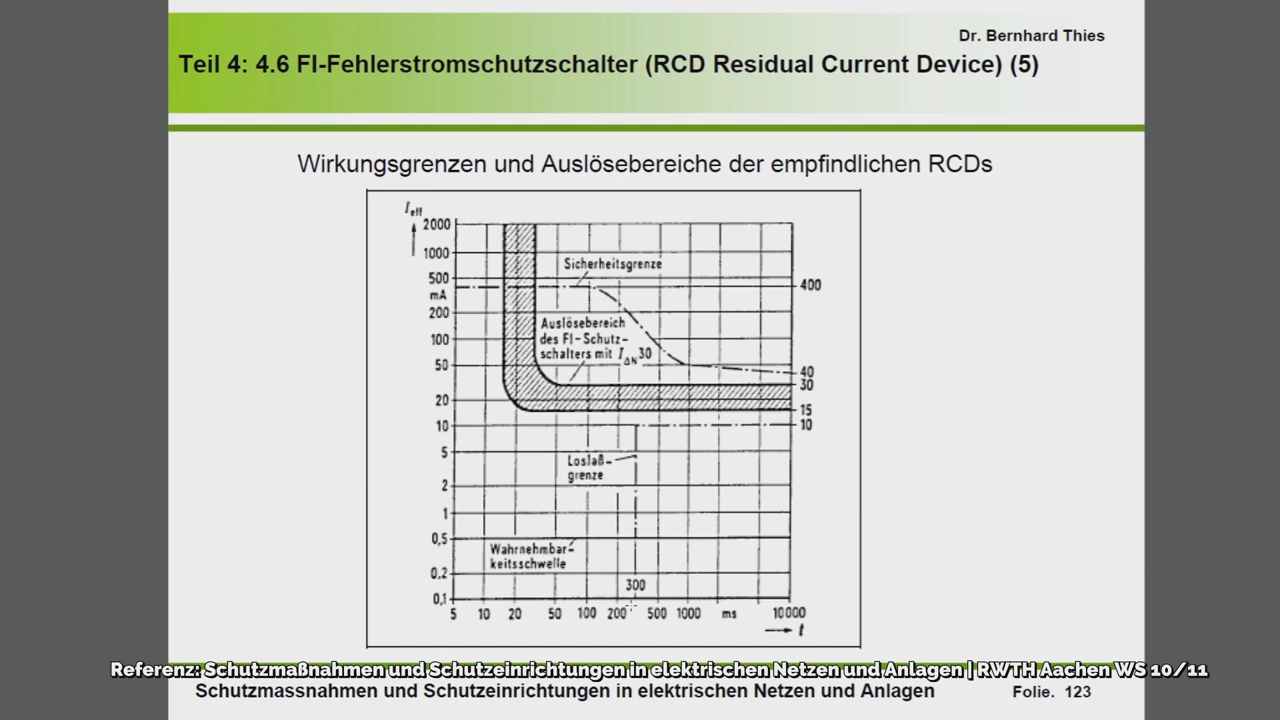 Dr. Bernhard Thies
Teil 4: 4.6 FI-Fehlerstromschutzschalter (RCD Residual Current Device) (5)
Wirkungsgrenzen und Auslösebereiche der empfindlichen RCDs
Ieff
2000
1000
500
mA
200
100
50
20
10
5
2
1
0,5
0,2
0,1
Sicherheitsgrenze
400
Auslösebereich
des FI-Schutz-
schalters mit IΔN30
40
30
15
10
Loslaß-
grenze
Wahrnehmbar-
keitsschwelle
300
5 10 20 50 100 200 500 1000 ms 10000
t
Referenz: Schutzmaßnahmen und Schutzeinrichtungen in elektrischen Netzen und Anlagen | RWTH Aachen WS 10/11
Schutzmassnahmen und Schutzeinrichtungen in elektrischen Netzen und Anlagen Folie. 123